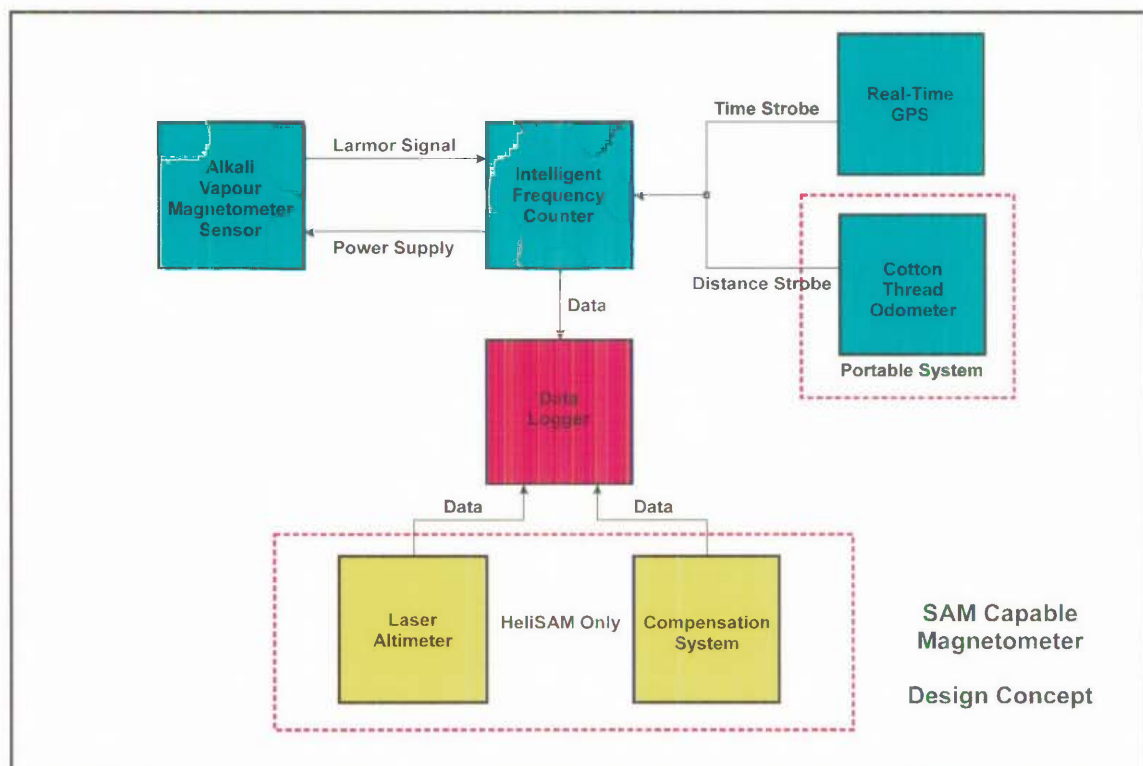 Real-Time
GPS
Time Strobe
Alkali
Vapour
Magnetometer
Sensor
Larmor Signal
Intelligent
Frequency
Counter
Power Supply
Distance Strobe
Cotton
Thread
Odometer
Portable System
Data
Data
Logger
Data
Data
Laser
Altimeter
HeliSAM Only
Compensation
System
SAM Capable
Magnetometer
Design Concept